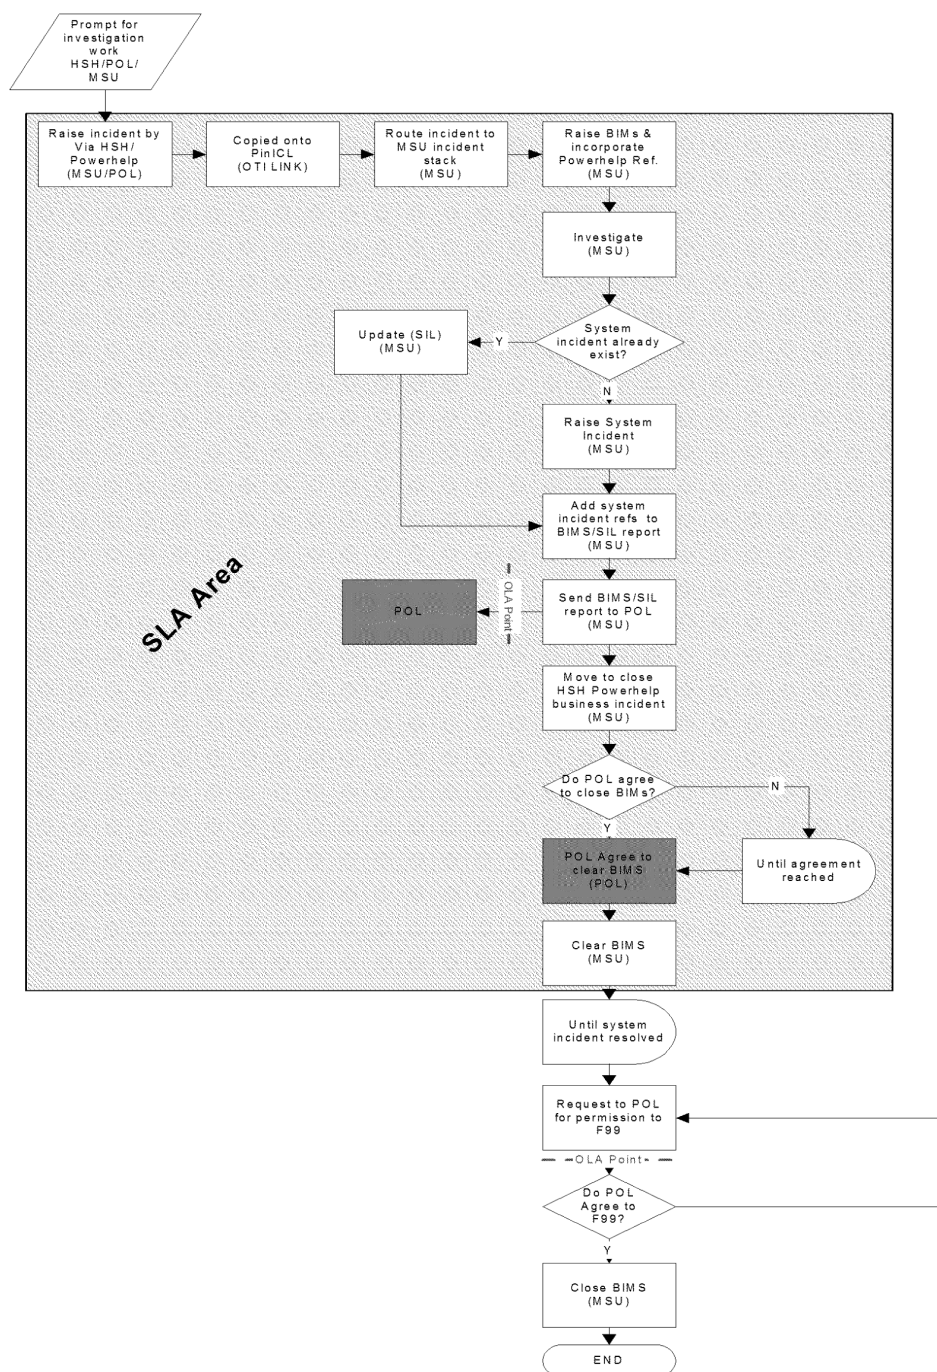 Prompt for
investigation
work
HSH/POL/
MSU
Raise incident by
Via HSH/
Powerhelp
(MSU/POL)
Copied onto
PinICL
(OTI LINK)
Route incident to
MSU incident
stack
(MSU)
Raise BIMs &
incorporate
Powerhelp Ref.
(MSU)
Investigate
(MSU)
System
incident already
exist?
Y
Update (SIL)
(MSU)
N
Raise System
Incident
(MSU)
Add system
incident refs to
BIMS/SIL report
(MSU)
SLA Area
POL
OLA Point
Send BIMS/SIL
report to POL
(MSU)
Move to close
HSH Powerhelp
business incident
(MSU)
Do POL agree
to close BIMs?
N
Y
POL Agree to
clear BIMS
(POL)
Until agreement
reached
Clear BIMS
(MSU)
Until system
incident resolved
Request to POL
for permission to
F99
OLA Point
Do POL
Agree to
F99?
Y
Close BIMS
(MSU)
END